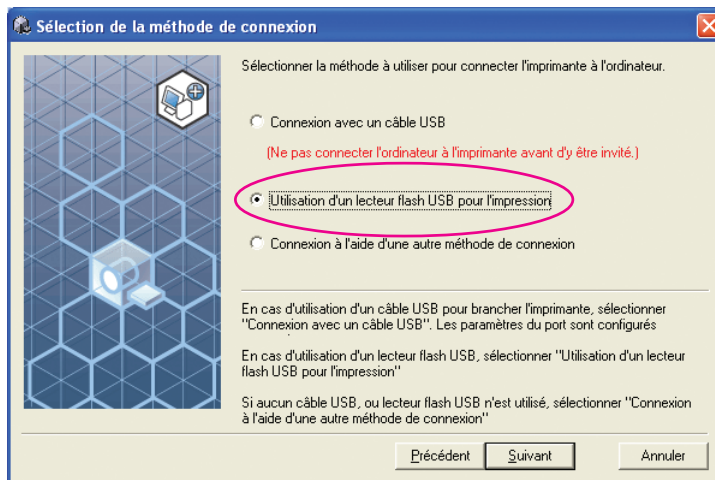 Sélection de la méthode de connexion
Sélectionner la méthode à utiliser pour connecter l'imprimante à l'ordinateur.
Connexion avec un câble USB
(Ne pas connecter l'ordinateur à l'imprimante avant d'y être invité.)
Utilisation d'un lecteur flash USB pour l'impression
Connexion à l'aide d'une autre méthode de connexion
En cas d'utilisation d'un câble USB pour brancher l'imprimante, sélectionner
"Connexion avec un câble USB". Les paramètres du port sont configurés
En cas d'utilisation d'un lecteur flash USB, sélectionner "Utilisation d'un lecteur
flash USB pour l'impression"
Si aucun câble USB, ou lecteur flash USB n'est utilisé, sélectionner "Connexion
à l'aide d'une autre méthode de connexion"
Précédent Suivant Annuler